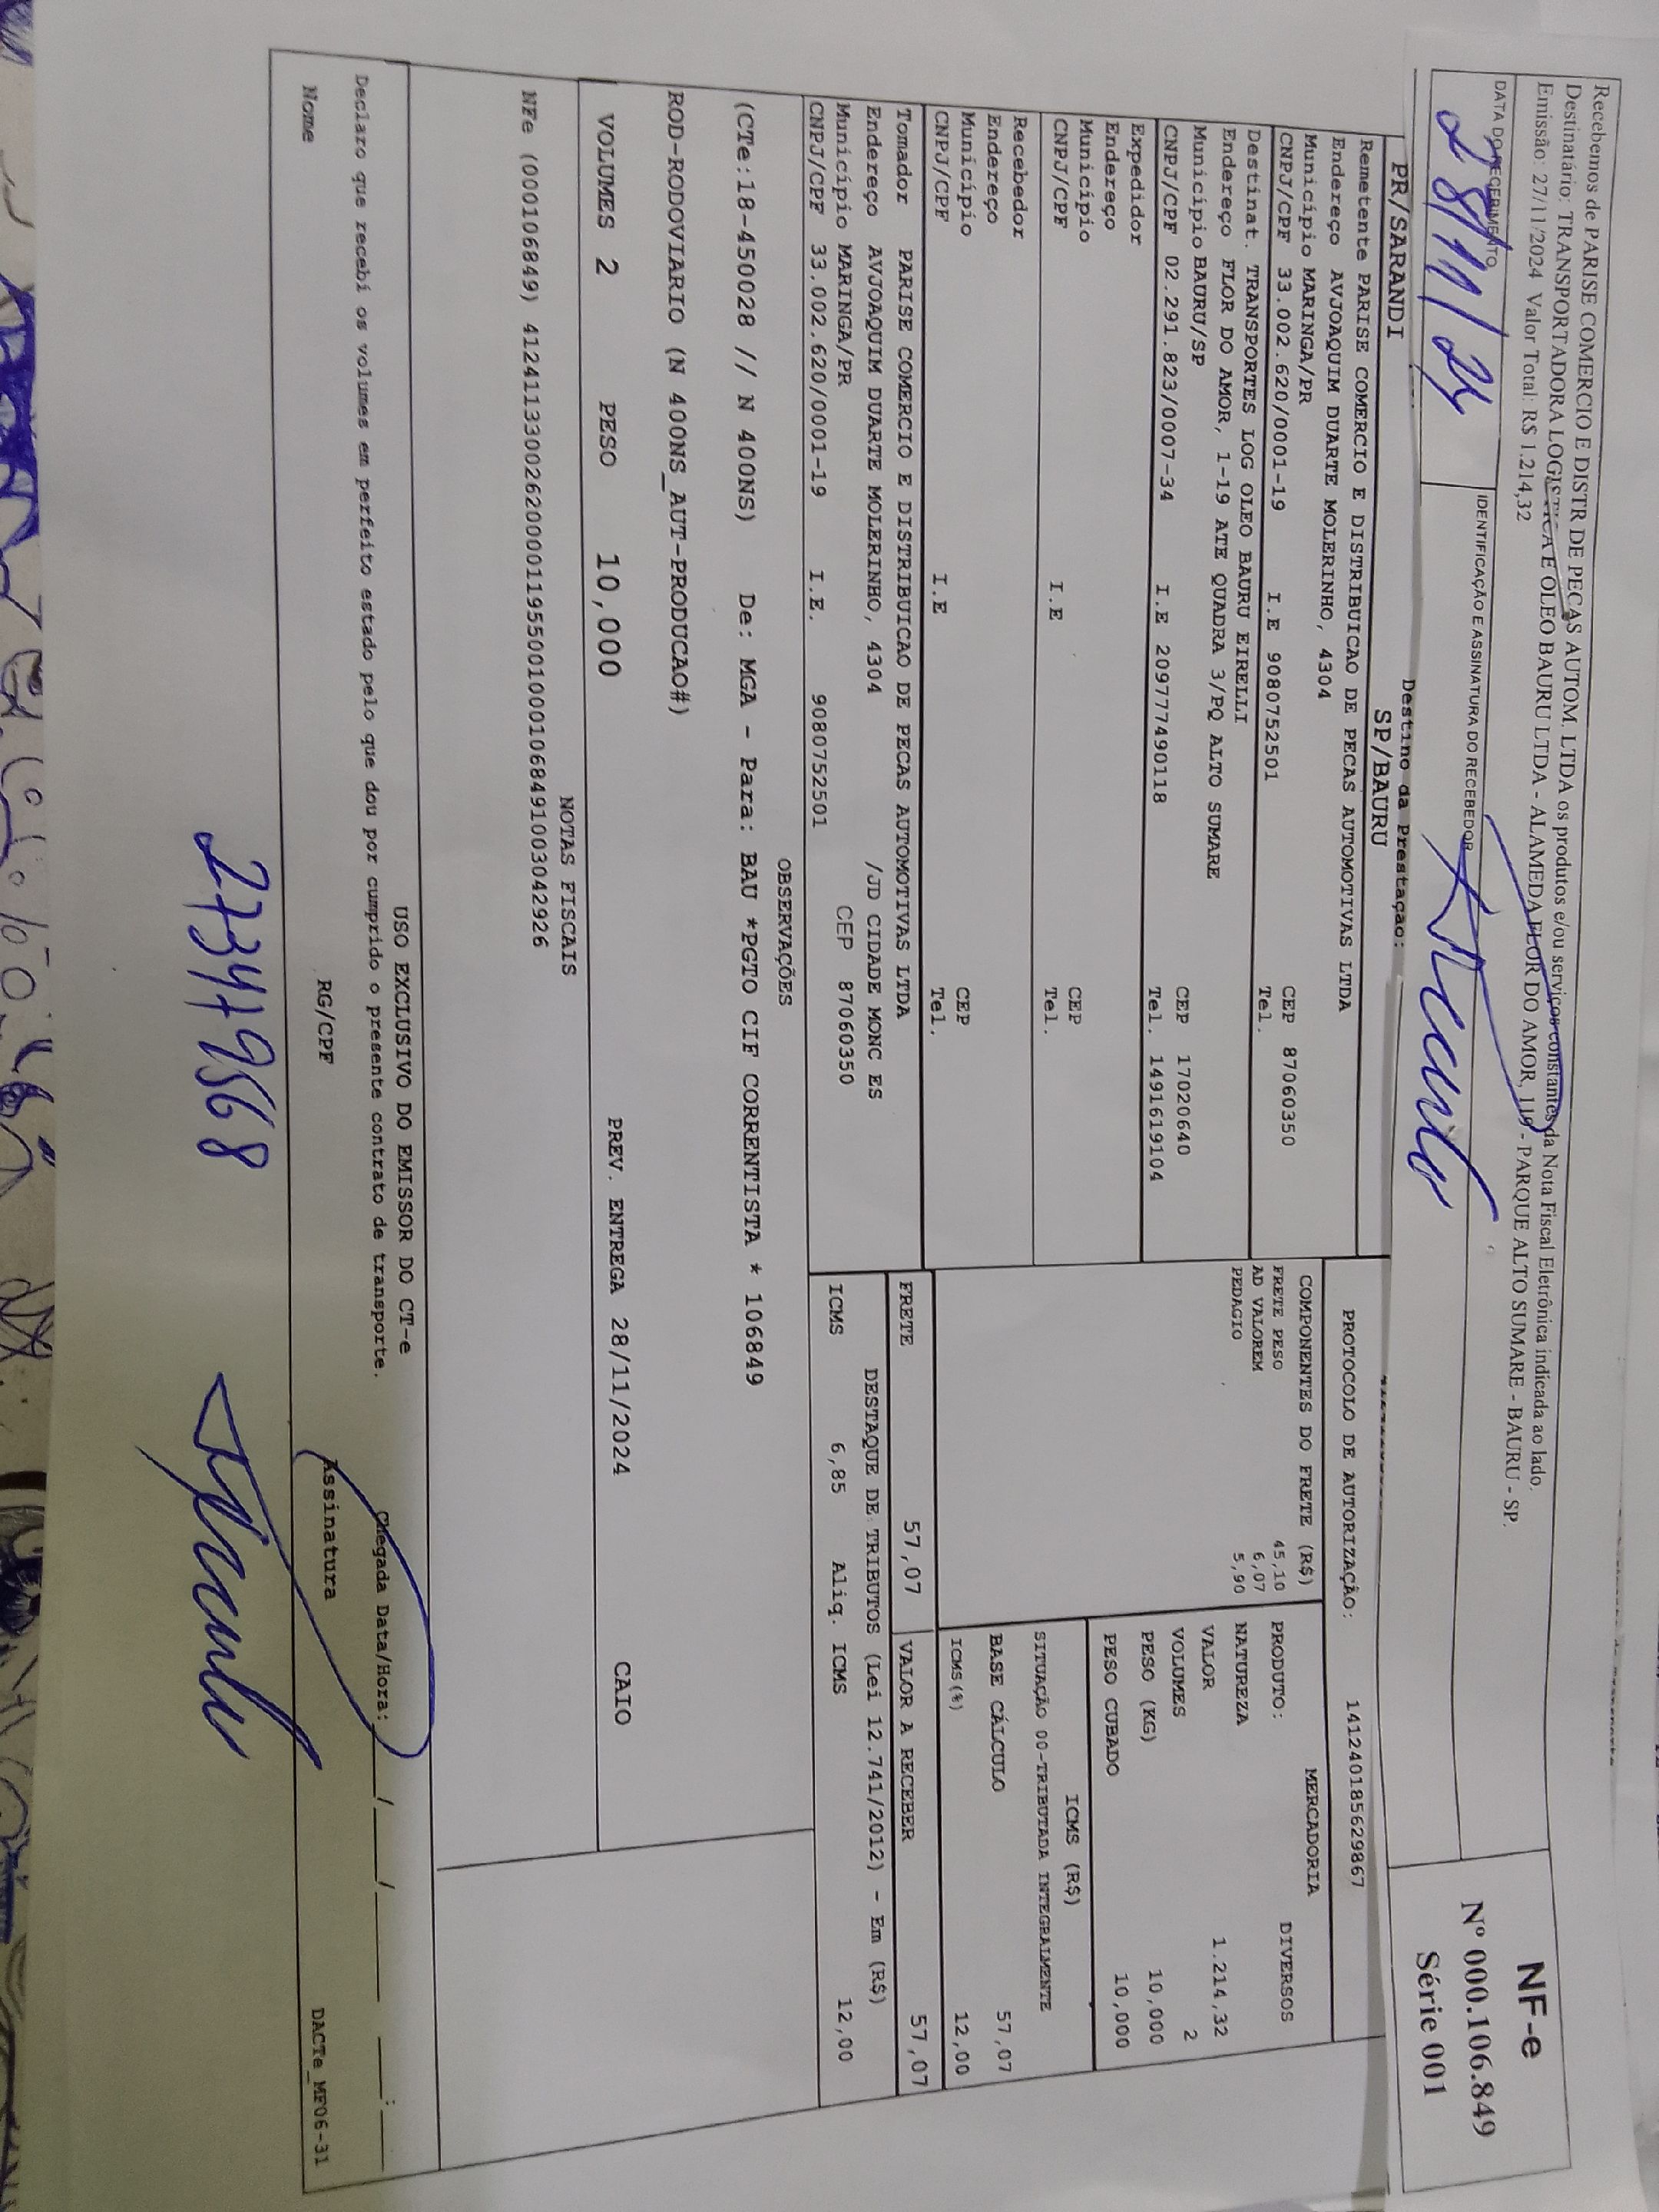 Recebemos de PARISE COMERCIO E DISTR DE PEÇAS AUTOM. LTDA os produtos e/ou serviços constantes da Nota Fiscal Eletrônica indicada ao lado.
Destinatário: TRANSPORTADORA LOGISTICA E OLEO BAURU LTDA - ALAMEDA FLOR DO AMOR, 119 - PARQUE ALTO SUMARE - BAURU - SP.
Emissão: 27/11/2024 Valor Total: R$ 1.214,32
NF-e
Nº 000.106.849
Série 001
DATA DO RECEBIMENTO
IDENTIFICAÇÃO E ASSINATURA DO RECEBEDOR
28/11/24
Destino da Prestação:
PR/SARANDI SP/BAURU
PROTOCOLO DE AUTORIZAÇÃO: 141240185629867
Remetente PARISE COMERCIO E DISTRIBUICAO DE PECAS AUTOMOTIVAS LTDA
Endereço AVJOAQUIM DUARTE MOLERINHO, 4304
Município MARINGA/PR CEP 87060350
CNPJ/CPF 33.002.620/0001-19 I.E 9080752501 Tel.
Destinat. TRANSPORTES LOG OLEO BAURU EIRELLI
Endereço FLOR DO AMOR, 1-19 ATE QUADRA 3/PQ ALTO SUMARE
Município BAURU/SP CEP 17020640
CNPJ/CPF 02.291.823/0007-34 I.E 209777490118 Tel. 1491619104
Expedidor
Endereço
Município CEP
CNPJ/CPF I.E Tel.
Recebedor
Endereço
Município CEP
CNPJ/CPF I.E Tel.
Tomador PARISE COMERCIO E DISTRIBUICAO DE PECAS AUTOMOTIVAS LTDA
Endereço AVJOAQUIM DUARTE MOLERINHO, 4304 /JD CIDADE MONC ES
Município MARINGA/PR CEP 87060350
CNPJ/CPF 33.002.620/0001-19 I.E. 9080752501
COMPONENTES DO FRETE (R$)
FRETE PESO 45,10
AD VALOREM 6,07
PEDAGIO 5,90
MERCADORIA
PRODUTO: DIVERSOS
NATUREZA
VALOR 1.214,32
VOLUMES 2
PESO (KG) 10,000
PESO CUBADO 10,000
ICMS (R$)
SITUAÇÃO 00-TRIBUTADA INTEGRALMENTE
BASE CÁLCULO 57,07
ICMS(%) 12,00
FRETE 57,07 VALOR A RECEBER 57,07
DESTAQUE DE TRIBUTOS (Lei 12.741/2012) - Em (R$)
ICMS 6,85 Aliq. ICMS 12,00
OBSERVAÇÕES
(CTe:18-450028 // N 400NS) De: MGA - Para: BAU *PGTO CIF CORRENTISTA * 106849
ROD-RODOVIARIO (N 400NS_AUT-PRODUCAO#)
VOLUMES 2 PESO 10,000 PREV. ENTREGA 28/11/2024 CAIO
NOTAS FISCAIS
NFe (000106849) 41241133002620000119550010001068491003042926
USO EXCLUSIVO DO EMISSOR DO CT-e
Declaro que recebi os volumes em perfeito estado pelo que dou por cumprido o presente contrato de transporte. Chegada Data/Hora: ___/___/_____ ___:___
Nome RG/CPF Assinatura DACTe_MF06-31